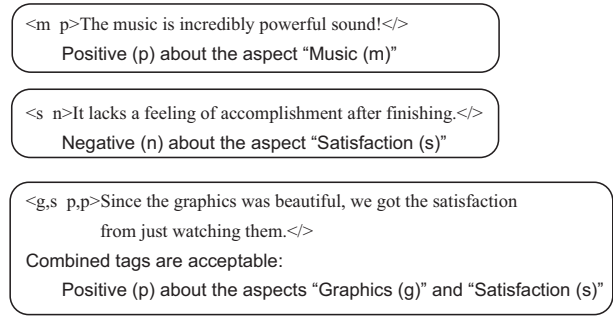 <m p>The music is incredibly powerful sound!</>
Positive (p) about the aspect “Music (m)”
<s n>It lacks a feeling of accomplishment after finishing.</>
Negative (n) about the aspect “Satisfaction (s)”
<g,s p,p>Since the graphics was beautiful, we got the satisfaction
from just watching them.</>
Combined tags are acceptable:
Positive (p) about the aspects “Graphics (g)” and “Satisfaction (s)”